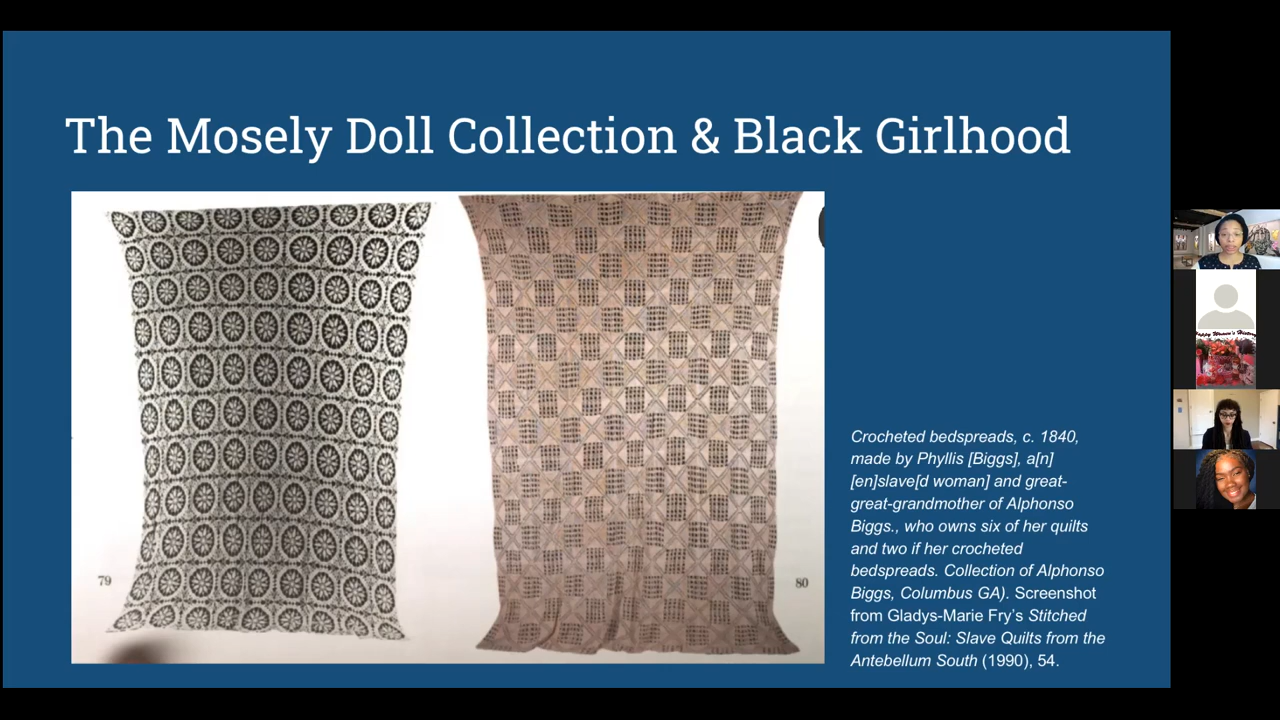 The Mosely Doll Collection & Black Girlhood
79
80
Crocheted bedspreads, c. 1840,
made by Phyllis [Biggs], a[n]
[en]slave[d woman] and great-
great-grandmother of Alphonso
Biggs., who owns six of her quilts
and two if her crocheted
bedspreads. Collection of Alphonso
Biggs, Columbus GA). Screenshot
from Gladys-Marie Fry's Stitched
from the Soul: Slave Quilts from the
Antebellum South (1990), 54.
Happy Women's History